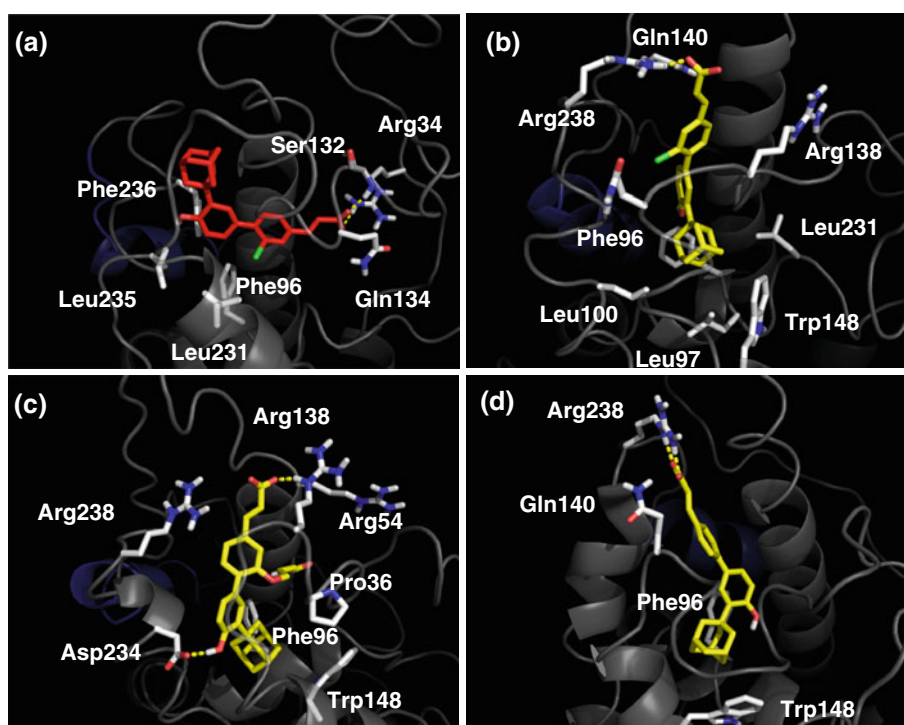 (a)
Ser132
Arg34
Phe236
Leu235
Phe96
Gln134
Leu231
(b)
Gln140
Arg238
Arg138
Phe96
Leu231
Leu100
Trp148
Leu97
(c)
Arg138
Arg238
Arg54
Pro36
Phe96
Asp234
Trp148
(d)
Arg238
Gln140
Phe96
Trp148